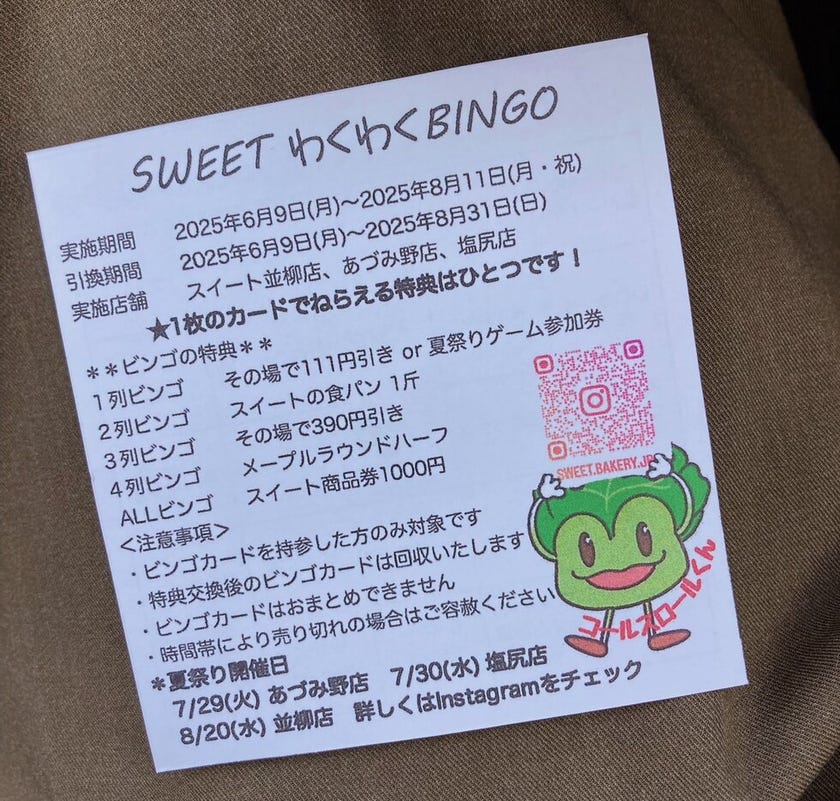 SWEET わくわくBINGO
実施期間 2025年6月9日(月)～2025年8月11日(月・祝)
引換期間 2025年6月9日(月)～2025年8月31日(日)
実施店舗 スイート並柳店、あづみ野店、塩尻店
★1枚のカードでねらえる特典はひとつです！
＊＊ビンゴの特典＊＊
1列ビンゴ その場で111円引き or 夏祭りゲーム参加券
2列ビンゴ スイートの食パン 1斤
3列ビンゴ その場で390円引き
4列ビンゴ メープルラウンドハーフ
ALLビンゴ スイート商品券1000円
SWEET.BAKERY.JP
＜注意事項＞
・ビンゴカードを持参した方のみ対象です
・特典交換後のビンゴカードは回収いたします
・ビンゴカードはおまとめできません
・時間帯により売り切れの場合はご容赦ください
コールスロールくん
＊夏祭り開催日
7/29(火) あづみ野店 7/30(水) 塩尻店
8/20(水) 並柳店 詳しくはInstagramをチェック